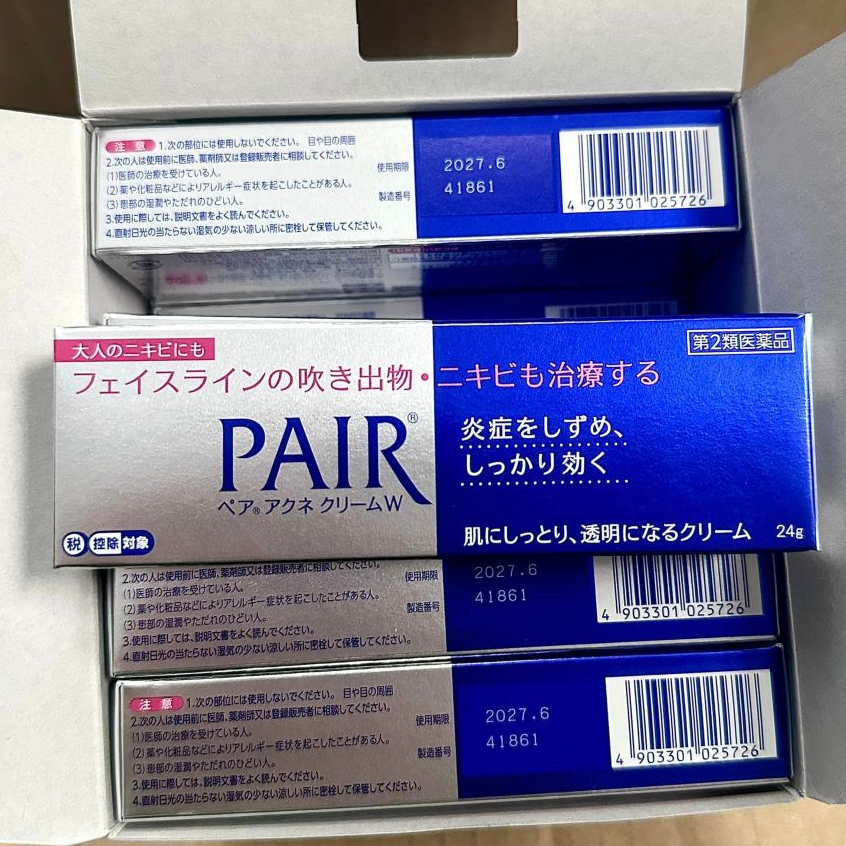 注意 1.次の部位には使用しないでください。 目や目の周囲
2.次の人は使用前に医師、薬剤師又は登録販売者に相談してください。
(1)医師の治療を受けている人。
(2)薬や化粧品などによりアレルギー症状を起こしたことがある人。
(3)患部の湿潤やただれのひどい人。
3.使用に際しては、説明文書をよく読んでください。
4.直射日光の当たらない湿気の少ない涼しい所に密栓して保管してください。
使用期限 2027.6
製造番号 41861
4 903301 025726
大人のニキビにも
第2類医薬品
フェイスラインの吹き出物・ニキビも治療する
PAIR®
ペア®アクネ クリームW
炎症をしずめ、
しっかり効く
税 控除 対象
肌にしっとり、透明になるクリーム 24g
2.次の人は使用前に医師、薬剤師又は登録販売者に相談してください。
(1)医師の治療を受けている人。
(2)薬や化粧品などによりアレルギー症状を起こしたことがある人。
(3)患部の湿潤やただれのひどい人。
3.使用に際しては、説明文書をよく読んでください。
4.直射日光の当たらない湿気の少ない涼しい所に密栓して保管してください。
使用期限 2027.6
製造番号 41861
4 903301 025726
注意 1.次の部位には使用しないでください。 目や目の周囲
2.次の人は使用前に医師、薬剤師又は登録販売者に相談してください。
(1)医師の治療を受けている人。
(2)薬や化粧品などによりアレルギー症状を起こしたことがある人。
(3)患部の湿潤やただれのひどい人。
3.使用に際しては、説明文書をよく読んでください。
4.直射日光の当たらない湿気の少ない涼しい所に密栓して保管してください。
使用期限 2027.6
製造番号 41861
4 903301 025726